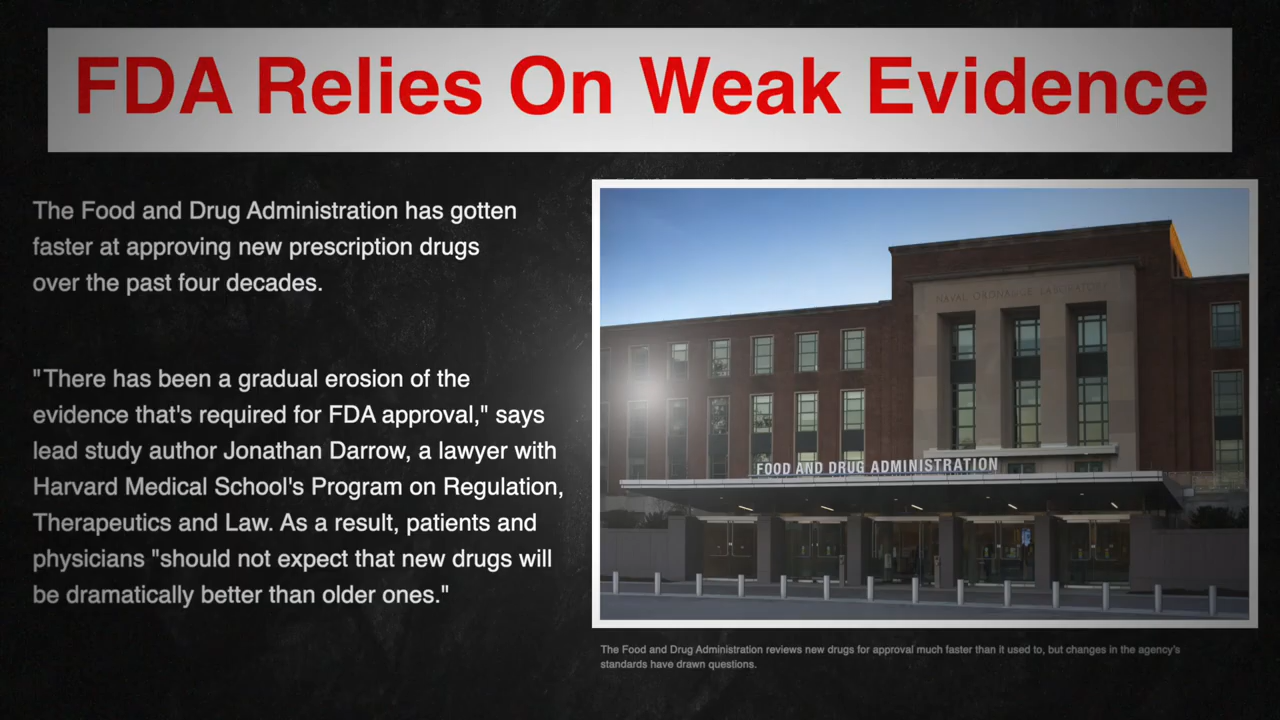 FDA Relies On Weak Evidence
The Food and Drug Administration has gotten
faster at approving new prescription drugs
over the past four decades.
"There has been a gradual erosion of the
evidence that's required for FDA approval," says
lead study author Jonathan Darrow, a lawyer with
Harvard Medical School's Program on Regulation,
Therapeutics and Law. As a result, patients and
physicians "should not expect that new drugs will
be dramatically better than older ones."
NAVAL ORDNANCE LABORATORY
FOOD AND DRUG ADMINISTRATION
The Food and Drug Administration reviews new drugs for approval much faster than it used to, but changes in the agency's
standards have drawn questions.